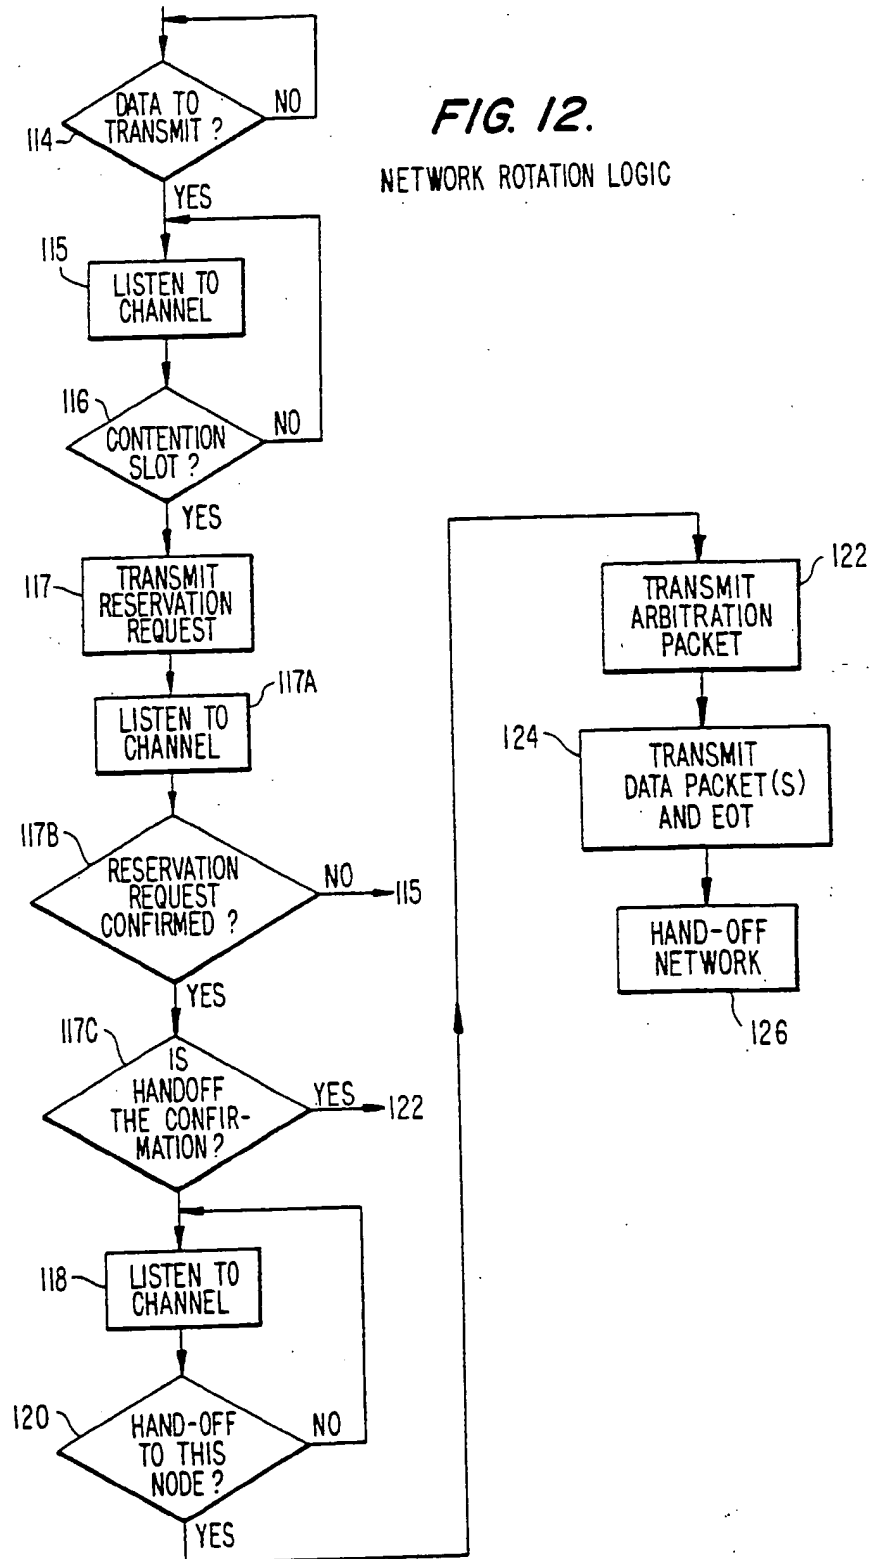 FIG. 12.
NETWORK ROTATION LOGIC
DATA TO
TRANSMIT ?
114
NO
YES
115
LISTEN TO
CHANNEL
116
CONTENTION
SLOT ?
NO
YES
117
TRANSMIT
RESERVATION
REQUEST
117A
LISTEN TO
CHANNEL
117B
RESERVATION
REQUEST
CONFIRMED ?
NO
115
YES
117C
IS
HANDOFF
THE CONFIR-
MATION?
YES
122
118
LISTEN TO
CHANNEL
120
HAND-OFF
TO THIS
NODE?
NO
YES
122
TRANSMIT
ARBITRATION
PACKET
124
TRANSMIT
DATA PACKET(S)
AND EOT
HAND-OFF
NETWORK
126